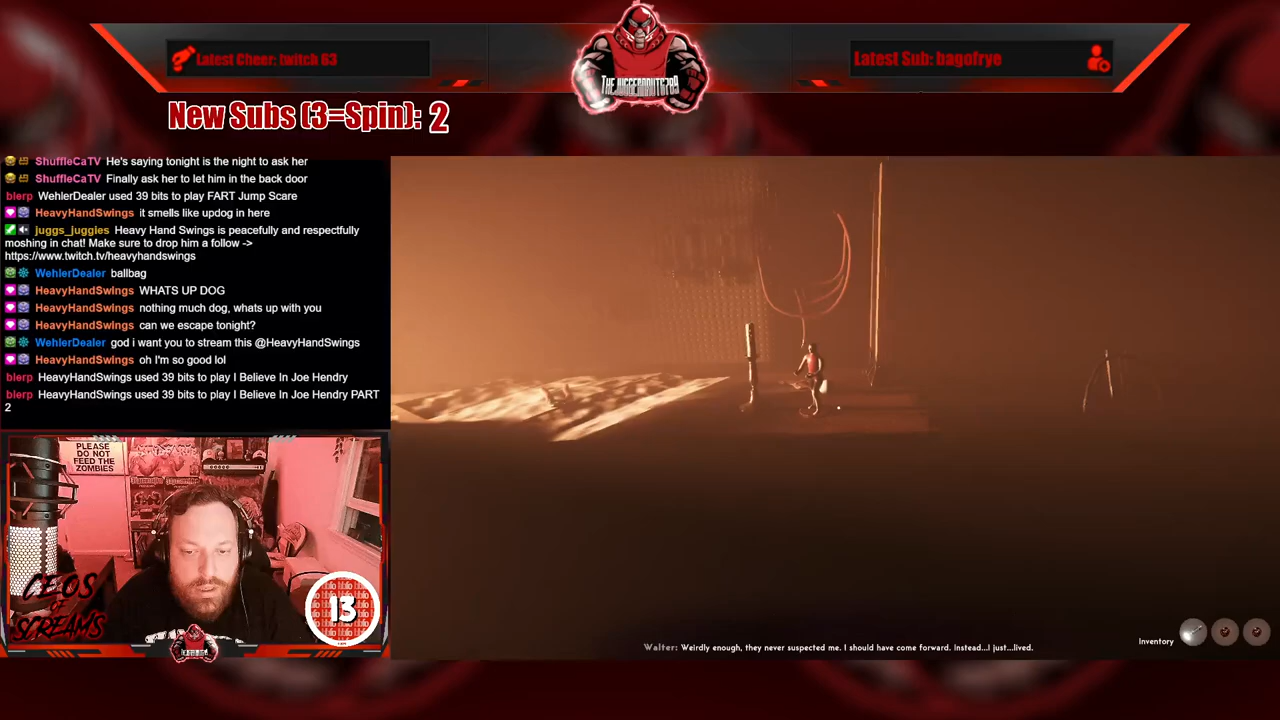 Latest Cheer: twitch 63
Latest Sub: bagofrye
THEJUGGERNAUT6789
New Subs (3=Spin): 2
ShuffleCaTV He's saying tonight is the night to ask her
ShuffleCaTV Finally ask her to let him in the back door
blerp WehlerDealer used 39 bits to play FART Jump Scare
HeavyHandSwings it smells like updog in here
juggs_juggies Heavy Hand Swings is peacefully and respectfully
moshing in chat! Make sure to drop him a follow ->
https://www.twitch.tv/heavyhandswings
WehlerDealer ballbag
HeavyHandSwings WHATS UP DOG
HeavyHandSwings nothing much dog, whats up with you
HeavyHandSwings can we escape tonight?
WehlerDealer god i want you to stream this @HeavyHandSwings
HeavyHandSwings oh I'm so good lol
blerp HeavyHandSwings used 39 bits to play I Believe In Joe Hendry
blerp HeavyHandSwings used 39 bits to play I Believe In Joe Hendry PART
2
PLEASE
DO NOT
FEED THE
ZOMBIES
CEOS
OF
SCREAMS
13
Walter: Weirdly enough, they never suspected me. I should have come forward. Instead...I just...lived.
Inventory